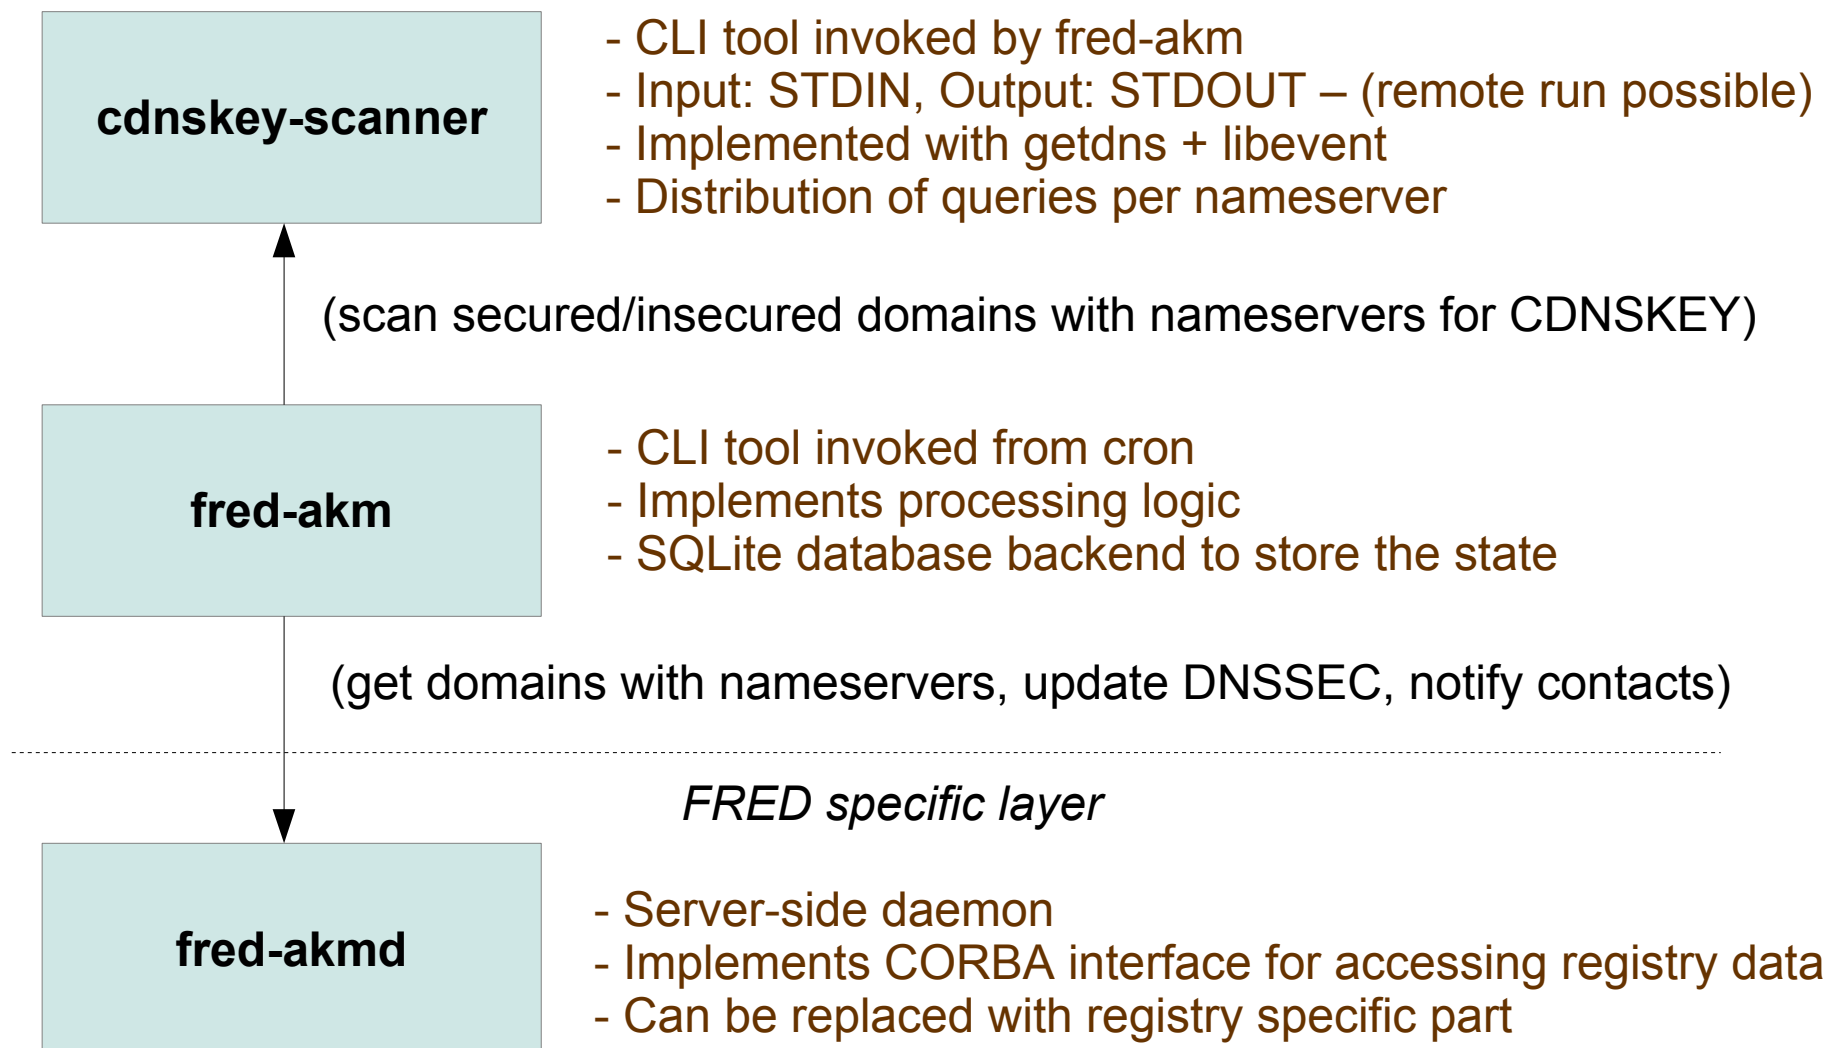 cdnskey-scanner
- CLI tool invoked by fred-akm
- Input: STDIN, Output: STDOUT – (remote run possible)
- Implemented with getdns + libevent
- Distribution of queries per nameserver
(scan secured/insecured domains with nameservers for CDNSKEY)
fred-akm
- CLI tool invoked from cron
- Implements processing logic
- SQLite database backend to store the state
(get domains with nameservers, update DNSSEC, notify contacts)
FRED specific layer
fred-akmd
- Server-side daemon
- Implements CORBA interface for accessing registry data
- Can be replaced with registry specific part